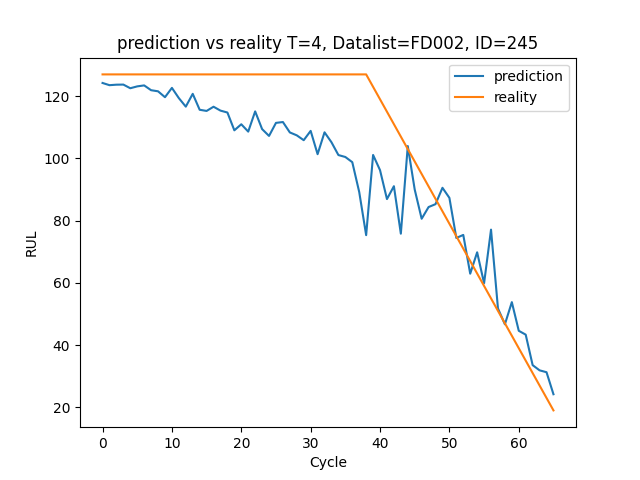 prediction vs reality T=4, Datalist=FD002, ID=245
prediction
reality
120
100
80
60
40
20
RUL
0 10 20 30 40 50 60
Cycle